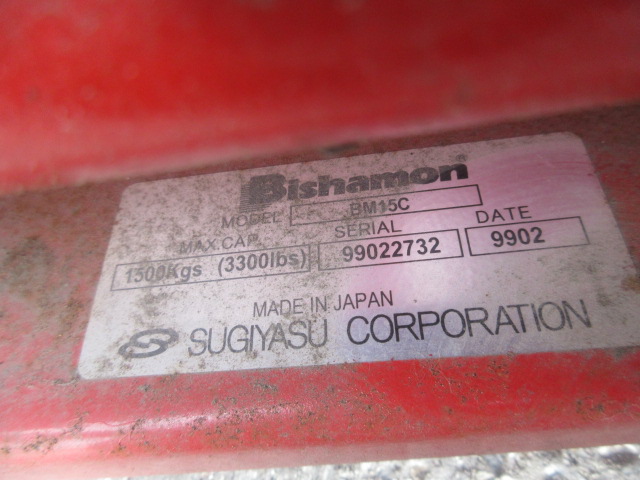 Bishamon®
MODEL BM15C
MAX.CAP. SERIAL DATE
1500Kgs (3300lbs) 99022732 9902
MADE IN JAPAN
S SUGIYASU CORPORATION